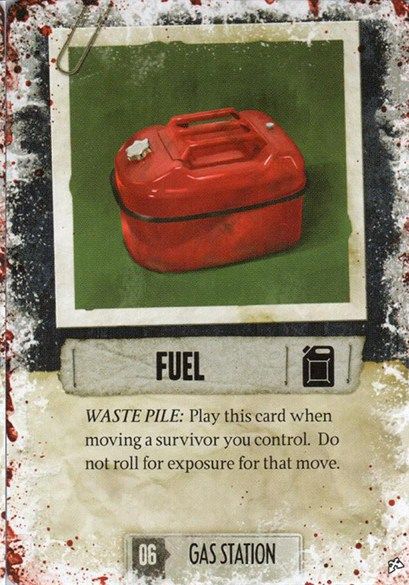 FUEL
WASTE PILE: Play this card when
moving a survivor you control. Do
not roll for exposure for that move.
06 GAS STATION